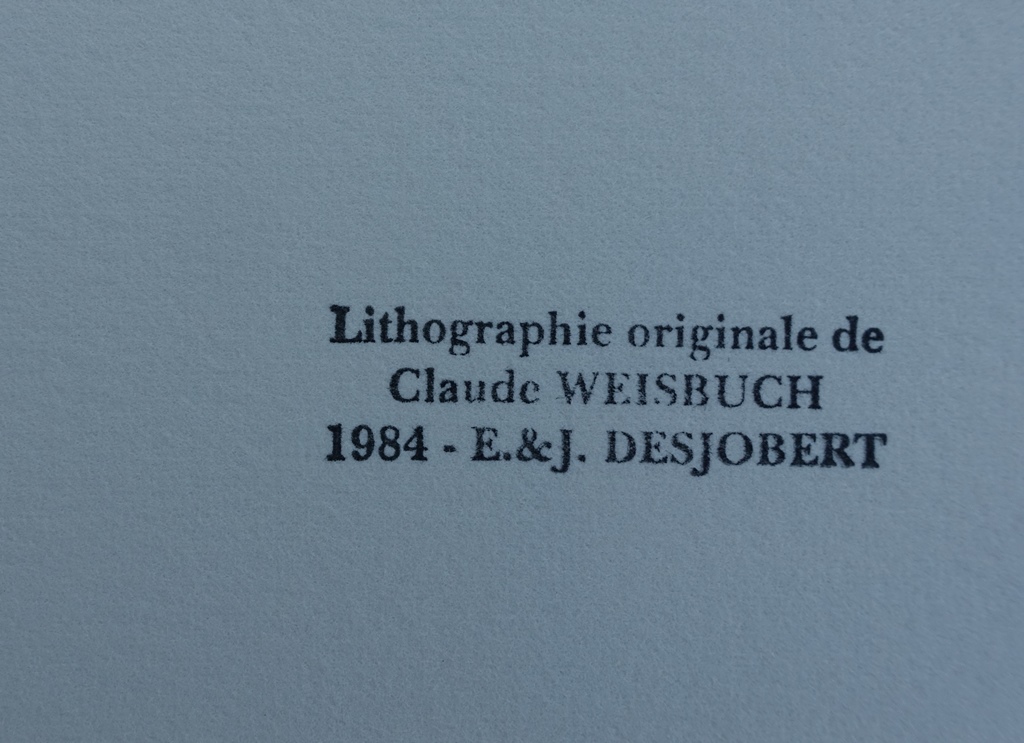 Lithographie originale de
Claude WEISBUCH
1984 - E.&J. DESJOBERT